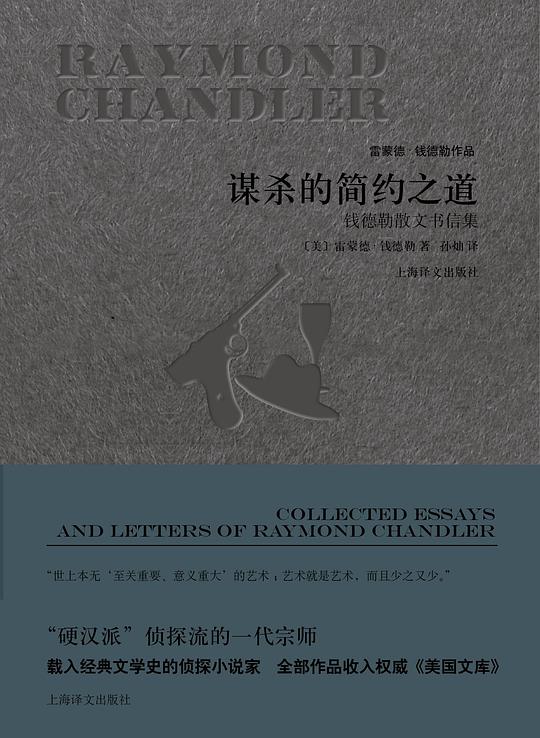 RAYMOND
CHANDLER
雷蒙德·钱德勒作品
谋杀的简约之道
钱德勒散文书信集
〔美〕雷蒙德·钱德勒 著 孙灿 译
上海译文出版社
COLLECTED ESSAYS
AND LETTERS OF RAYMOND CHANDLER
“世上本无‘至关重要、意义重大’的艺术；艺术就是艺术，而且少之又少。”
“硬汉派”侦探流的一代宗师
载入经典文学史的侦探小说家 全部作品收入权威《美国文库》
上海译文出版社